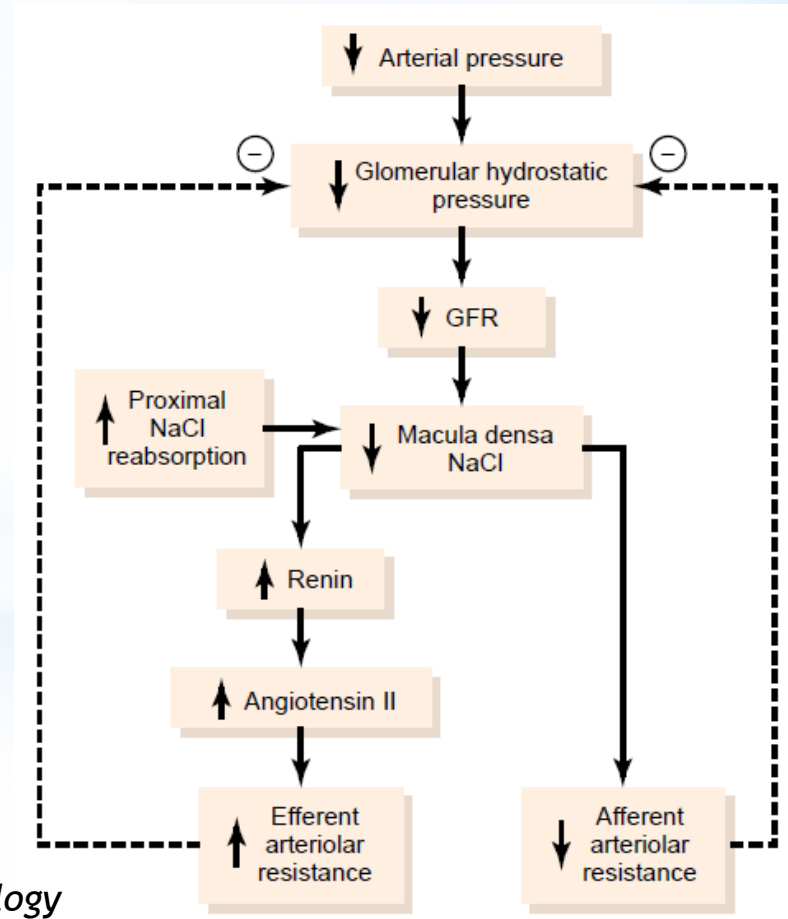 Arterial pressure
−
−
Glomerular hydrostatic
pressure
GFR
Proximal
NaCl
reabsorption
Macula densa
NaCl
Renin
Angiotensin II
Efferent
arteriolar
resistance
Afferent
arteriolar
resistance
logy